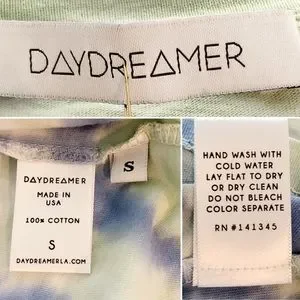 DAYDREAMER
DAYDREAMER
MADE IN
USA
100% COTTON
S
DAYDREAMERLA.COM
S
HAND WASH WITH
COLD WATER
LAY FLAT TO DRY
OR DRY CLEAN
DO NOT BLEACH
COLOR SEPARATE
RN #141345